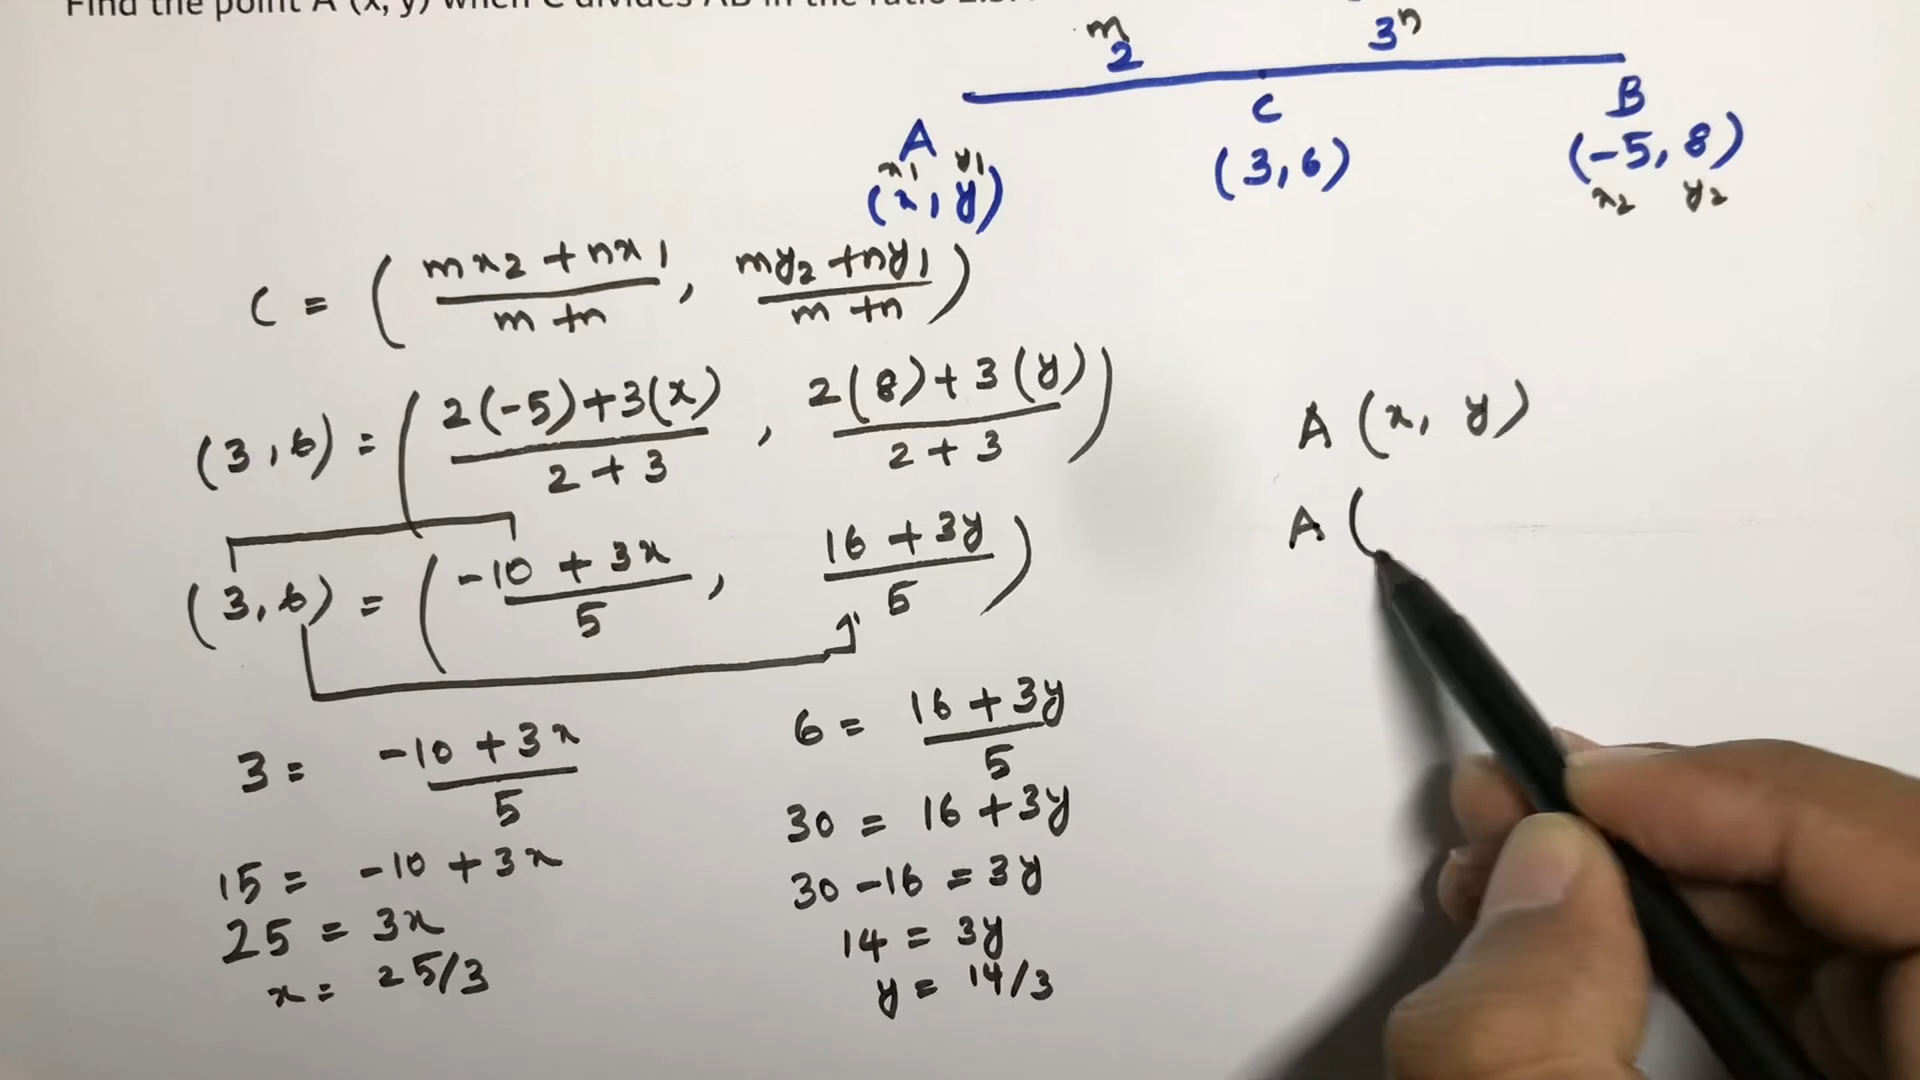 Find the point A (x, y) when C divides AB in the ratio 2:3.
m 3n
2
A C B
x1 y1 (3,6) (-5,8)
(x, y) x2 y2
C = ( mx2 + nx1 / m+n , my2 + ny1 / m+n )
(3,6) = ( 2(-5)+3(x) / 2+3 , 2(8)+3(y) / 2+3 )
A (x, y)
(3,6) = ( -10+3x / 5 , 16+3y / 5 )
A (
3 = -10+3x / 5
15 = -10+3x
25 = 3x
x = 25/3
6 = 16+3y / 5
30 = 16+3y
30-16 = 3y
14 = 3y
y = 14/3